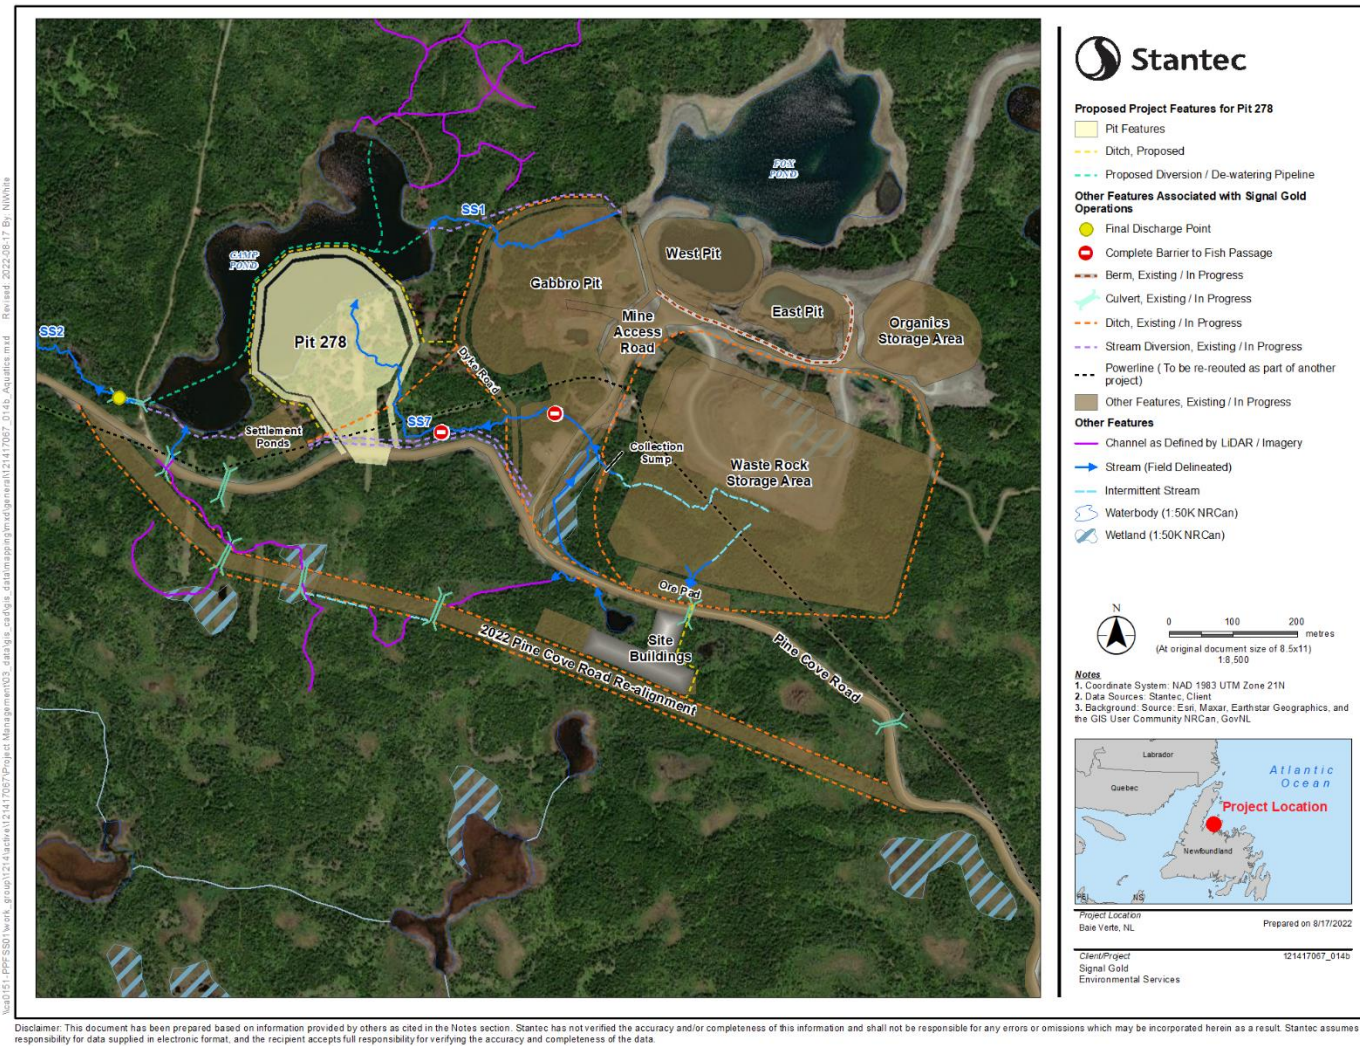 Stantec
Proposed Project Features for Pit 278
Pit Features
Ditch, Proposed
Proposed Diversion / De-watering Pipeline
Other Features Associated with Signal Gold
Operations
Final Discharge Point
Complete Barrier to Fish Passage
Berm, Existing / In Progress
Culvert, Existing / In Progress
Ditch, Existing / In Progress
Stream Diversion, Existing / In Progress
Powerline ( To be re-reouted as part of another
project)
Other Features, Existing / In Progress
Other Features
Channel as Defined by LiDAR / Imagery
Stream (Field Delineated)
Intermittent Stream
Waterbody (1:50K NRCan)
Wetland (1:50K NRCan)
N
0 100 200
metres
(At original document size of 8.5x11)
1:8,500
Notes
1. Coordinate System: NAD 1983 UTM Zone 21N
2. Data Sources: Stantec, Client
3. Background: Source: Esri, Maxar, Earthstar Geographics, and
the GIS User Community NRCan, GovNL
Labrador
Quebec
Atlantic
Ocean
Project Location
Newfoundland
NS
Project Location
Baie Verte, NL
Prepared on 8/17/2022
Client/Project
121417067_014b
Signal Gold
Environmental Services
FOX
POND
SS1
CAMP
POND
West Pit
Gabbro Pit
East Pit
Mine
Access
Road
Organics
Storage Area
SS2
Pit 278
Dyke Road
SS7
Settlement
Ponds
Collection
Sump
Waste Rock
Storage Area
Ore Pad
Site
Buildings
Pine Cove Road
2022 Pine Cove Road Re-alignment
Revised: 2022-08-17 By: NiWhite
Disclaimer: This document has been prepared based on information provided by others as cited in the Notes section. Stantec has not verified the accuracy and/or completeness of this information and shall not be responsible for any errors or omissions which may be incorporated herein as a result. Stantec assumes
responsibility for data supplied in electronic format, and the recipient accepts full responsibility for verifying the accuracy and completeness of the data.